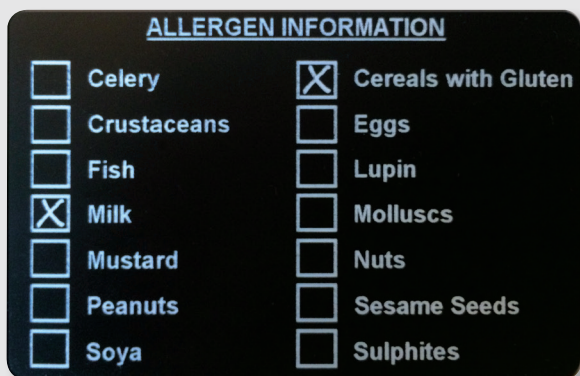 ALLERGEN INFORMATION
Celery
Crustaceans
Fish
Milk
Mustard
Peanuts
Soya
Cereals with Gluten
Eggs
Lupin
Molluscs
Nuts
Sesame Seeds
Sulphites